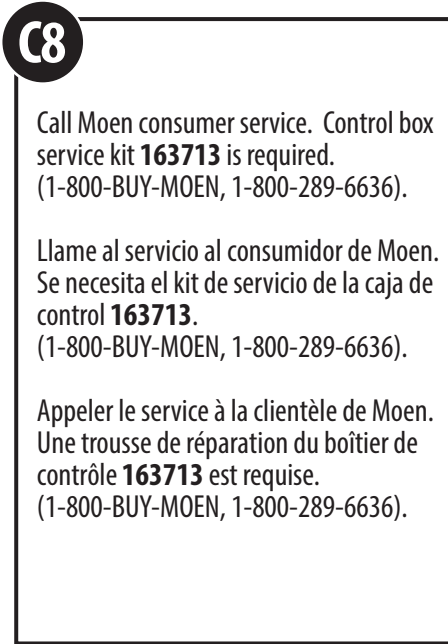 C8
Call Moen consumer service.  Control box
service kit 163713 is required.
(1-800-BUY-MOEN, 1-800-289-6636).
Llame al servicio al consumidor de Moen.
Se necesita el kit de servicio de la caja de
control 163713.
(1-800-BUY-MOEN, 1-800-289-6636).
Appeler le service à la clientèle de Moen.
Une trousse de réparation du boîtier de
contrôle 163713 est requise.
(1-800-BUY-MOEN, 1-800-289-6636).